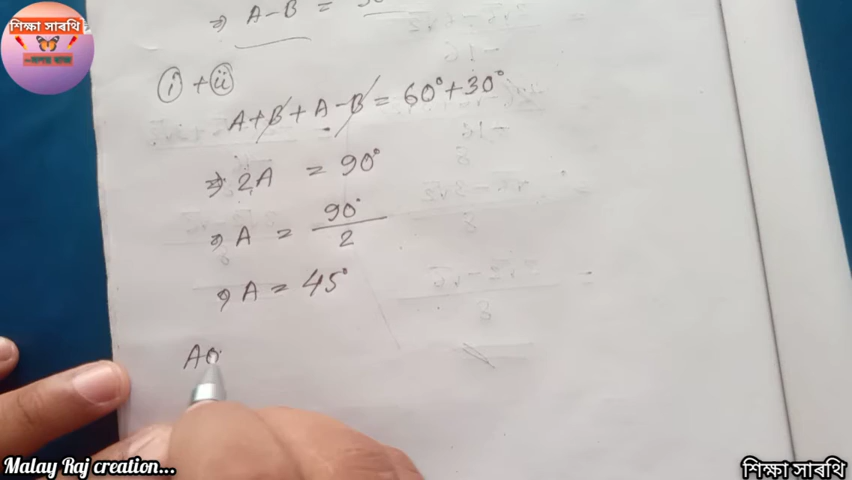 শিক্ষা সাৰথি
⇒ A-B =
(i) + (ii)
A+B+A-B = 60°+30°
⇒ 2A = 90°
⇒ A = 90°/2
⇒ A = 45°
Malay Raj creation...
শিক্ষা সাৰথি